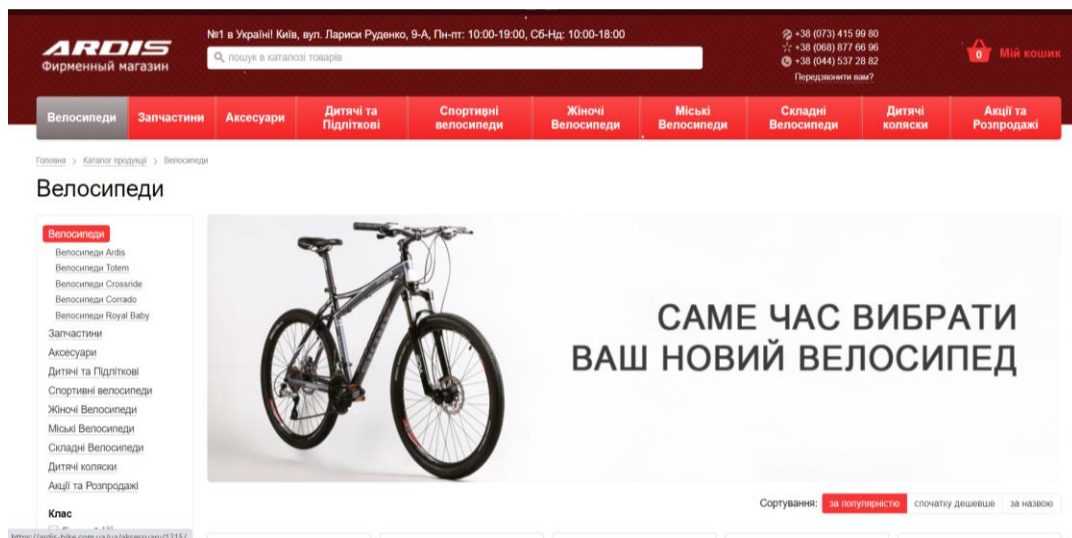 №1 в Україні! Київ, вул. Лариси Руденко, 9-А, Пн-пт: 10:00-19:00, Сб-Нд: 10:00-18:00
ARDIS
Фирменный магазин
пошук в каталозі товарів
+38 (073) 415 99 80
+38 (068) 877 66 96
+38 (044) 537 28 82
Передзвонити вам?
0 Мій кошик
Велосипеди
Запчастини
Аксесуари
Дитячі та
Підліткові
Спортивні
велосипеди
Жіночі
Велосипеди
Міські
Велосипеди
Складні
Велосипеди
Дитячі
коляски
Акції та
Розпродажі
Головна > Каталог продукції > Велосипеди
Велосипеди
Велосипеди
Велосипеди Ardis
Велосипеди Totem
Велосипеди Crossride
Велосипеди Corrado
Велосипеди Royal Baby
Запчастини
Аксесуари
Дитячі та Підліткові
Спортивні велосипеди
Жіночі Велосипеди
Міські Велосипеди
Складні Велосипеди
Дитячі коляски
Акції та Розпродажі
Клас
САМЕ ЧАС ВИБРАТИ
ВАШ НОВИЙ ВЕЛОСИПЕД
Сортування: за популярністю спочатку дешевше за назвою